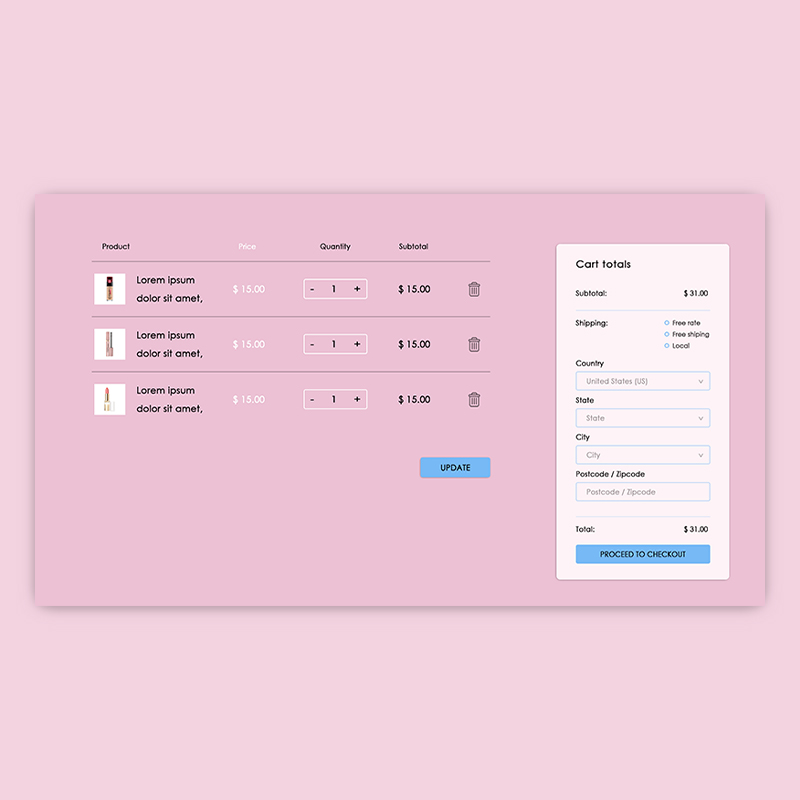 Product Price Quantity Subtotal
Lorem ipsum
dolor sit amet,
$ 15.00 - 1 + $ 15.00
Lorem ipsum
dolor sit amet,
$ 15.00 - 1 + $ 15.00
Lorem ipsum
dolor sit amet,
$ 15.00 - 1 + $ 15.00
UPDATE
Cart totals
Subtotal: $ 31.00
Shipping:
Free rate
Free shiping
Local
Country
United States (US)
State
State
City
City
Postcode / Zipcode
Postcode / Zipcode
Total: $ 31.00
PROCEED TO CHECKOUT